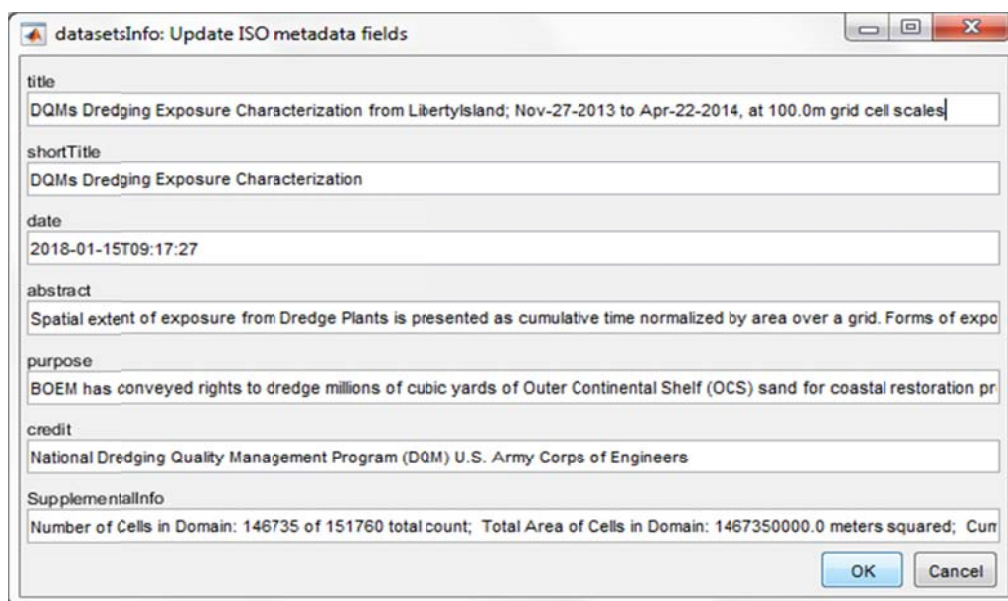 datasetsInfo: Update ISO metadata fields
title
DQMs Dredging Exposure Characterization from LibertyIsland; Nov-27-2013 to Apr-22-2014, at 100.0m grid cell scales
shortTitle
DQMs Dredging Exposure Characterization
date
2018-01-15T09:17:27
abstract
Spatial extent of exposure from Dredge Plants is presented as cumulative time normalized by area over a grid. Forms of expo
purpose
BOEM has conveyed rights to dredge millions of cubic yards of Outer Continental Shelf (OCS) sand for coastal restoration pr
credit
National Dredging Quality Management Program (DQM) U.S. Army Corps of Engineers
SupplementalInfo
Number of Cells in Domain: 146735 of 151760 total count; Total Area of Cells in Domain: 1467350000.0 meters squared; Cum
OK Cancel